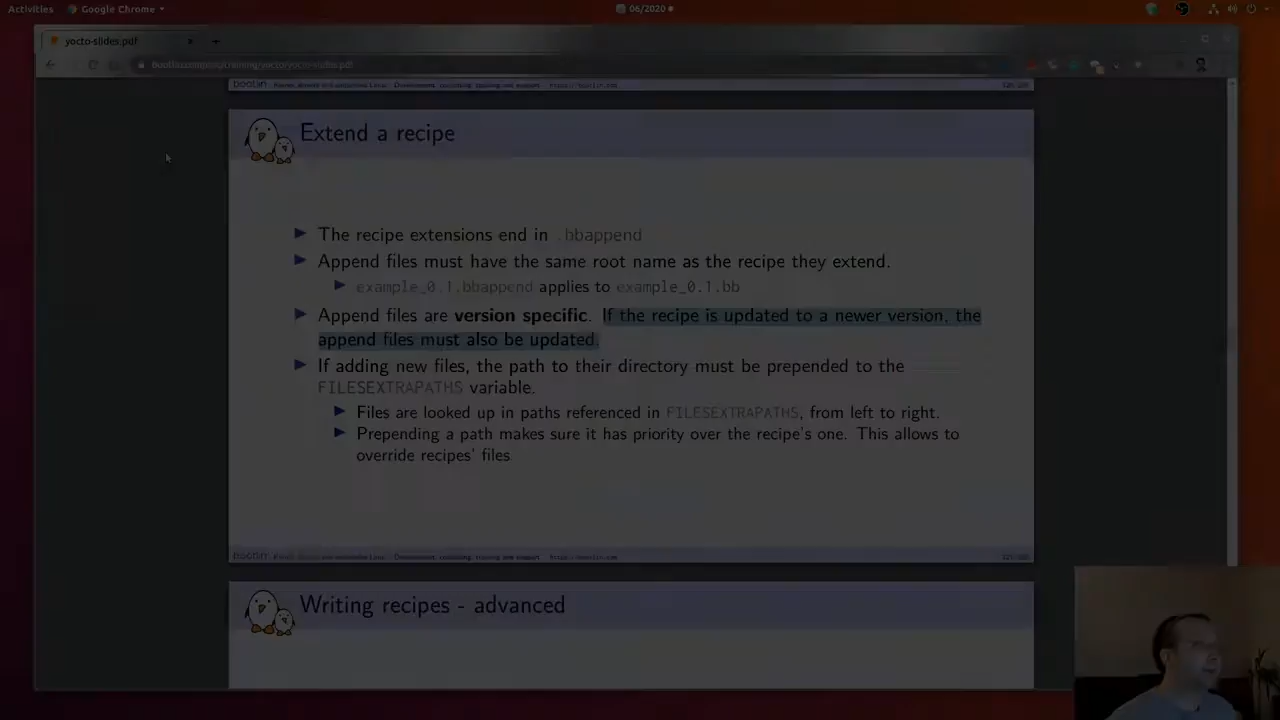 Activities
Google Chrome
06/2020
yocto-slides.pdf
Extend a recipe
The recipe extensions end in .bbappend
Append files must have the same root name as the recipe they extend.
example_0.1.bbappend applies to example_0.1.bb
Append files are version specific. If the recipe is updated to a newer version, the
append files must also be updated.
If adding new files, the path to their directory must be prepended to the
FILESEXTRAPATHS variable.
Files are looked up in paths referenced in FILESEXTRAPATHS, from left to right.
Prepending a path makes sure it has priority over the recipe's one. This allows to
override recipes' files
Writing recipes - advanced